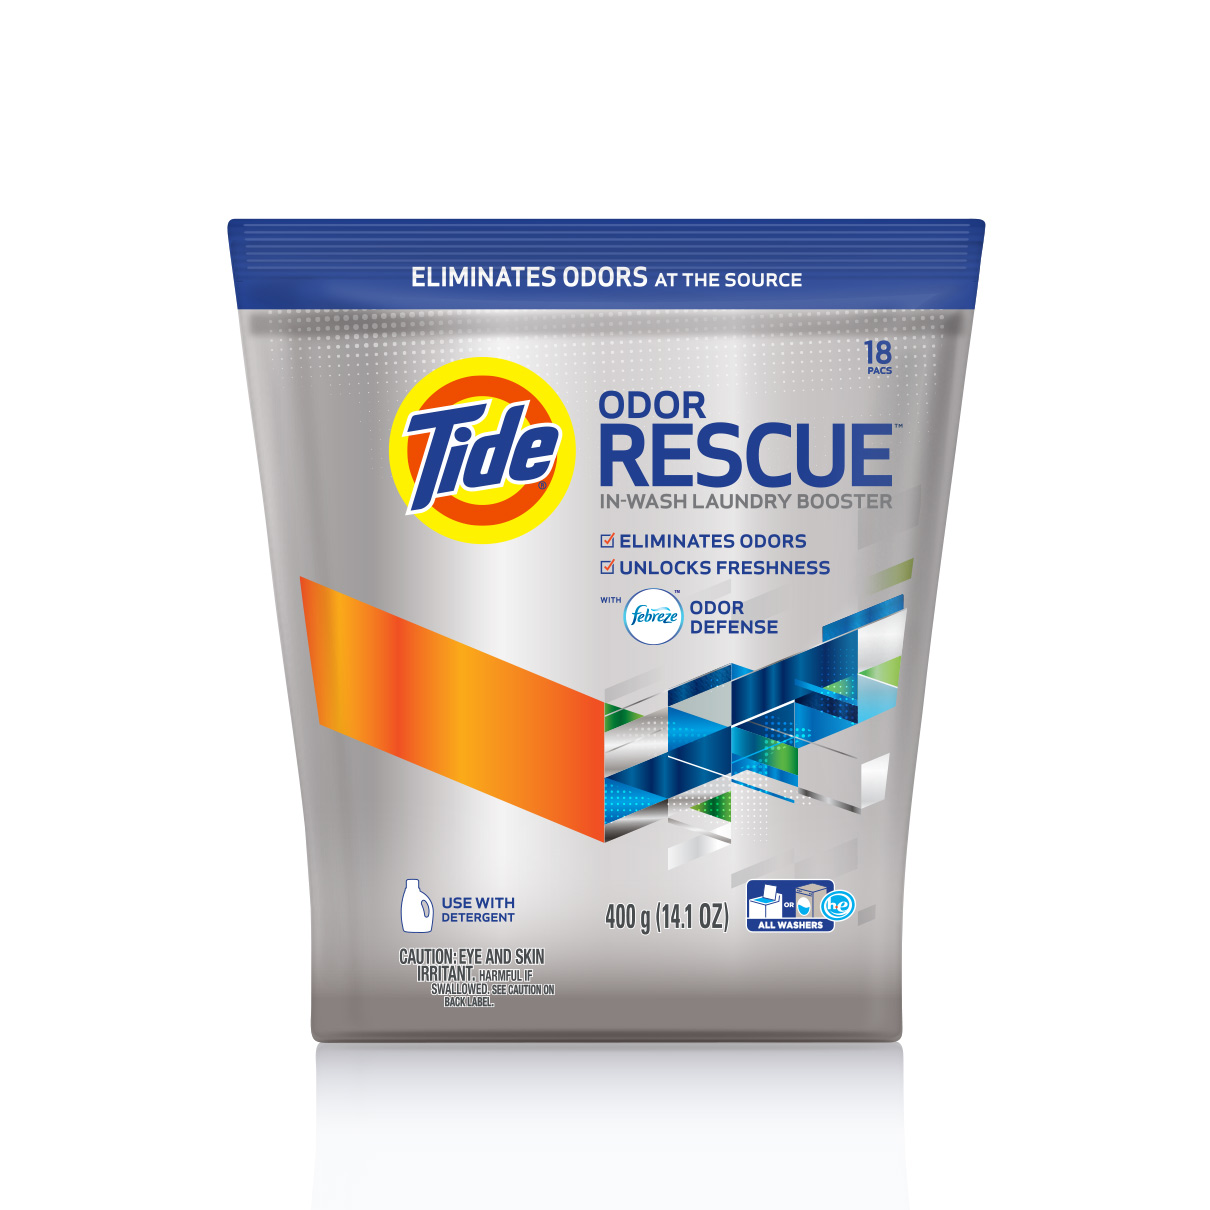 ELIMINATES ODORS AT THE SOURCE
18
PACS
Tide®
ODOR
RESCUE™
IN-WASH LAUNDRY BOOSTER
ELIMINATES ODORS
UNLOCKS FRESHNESS
WITH febreze™ ODOR
DEFENSE
USE WITH
DETERGENT
400 g (14.1 OZ)
OR
he
ALL WASHERS
CAUTION: EYE AND SKIN
IRRITANT. HARMFUL IF
SWALLOWED. SEE CAUTION ON
BACK LABEL.